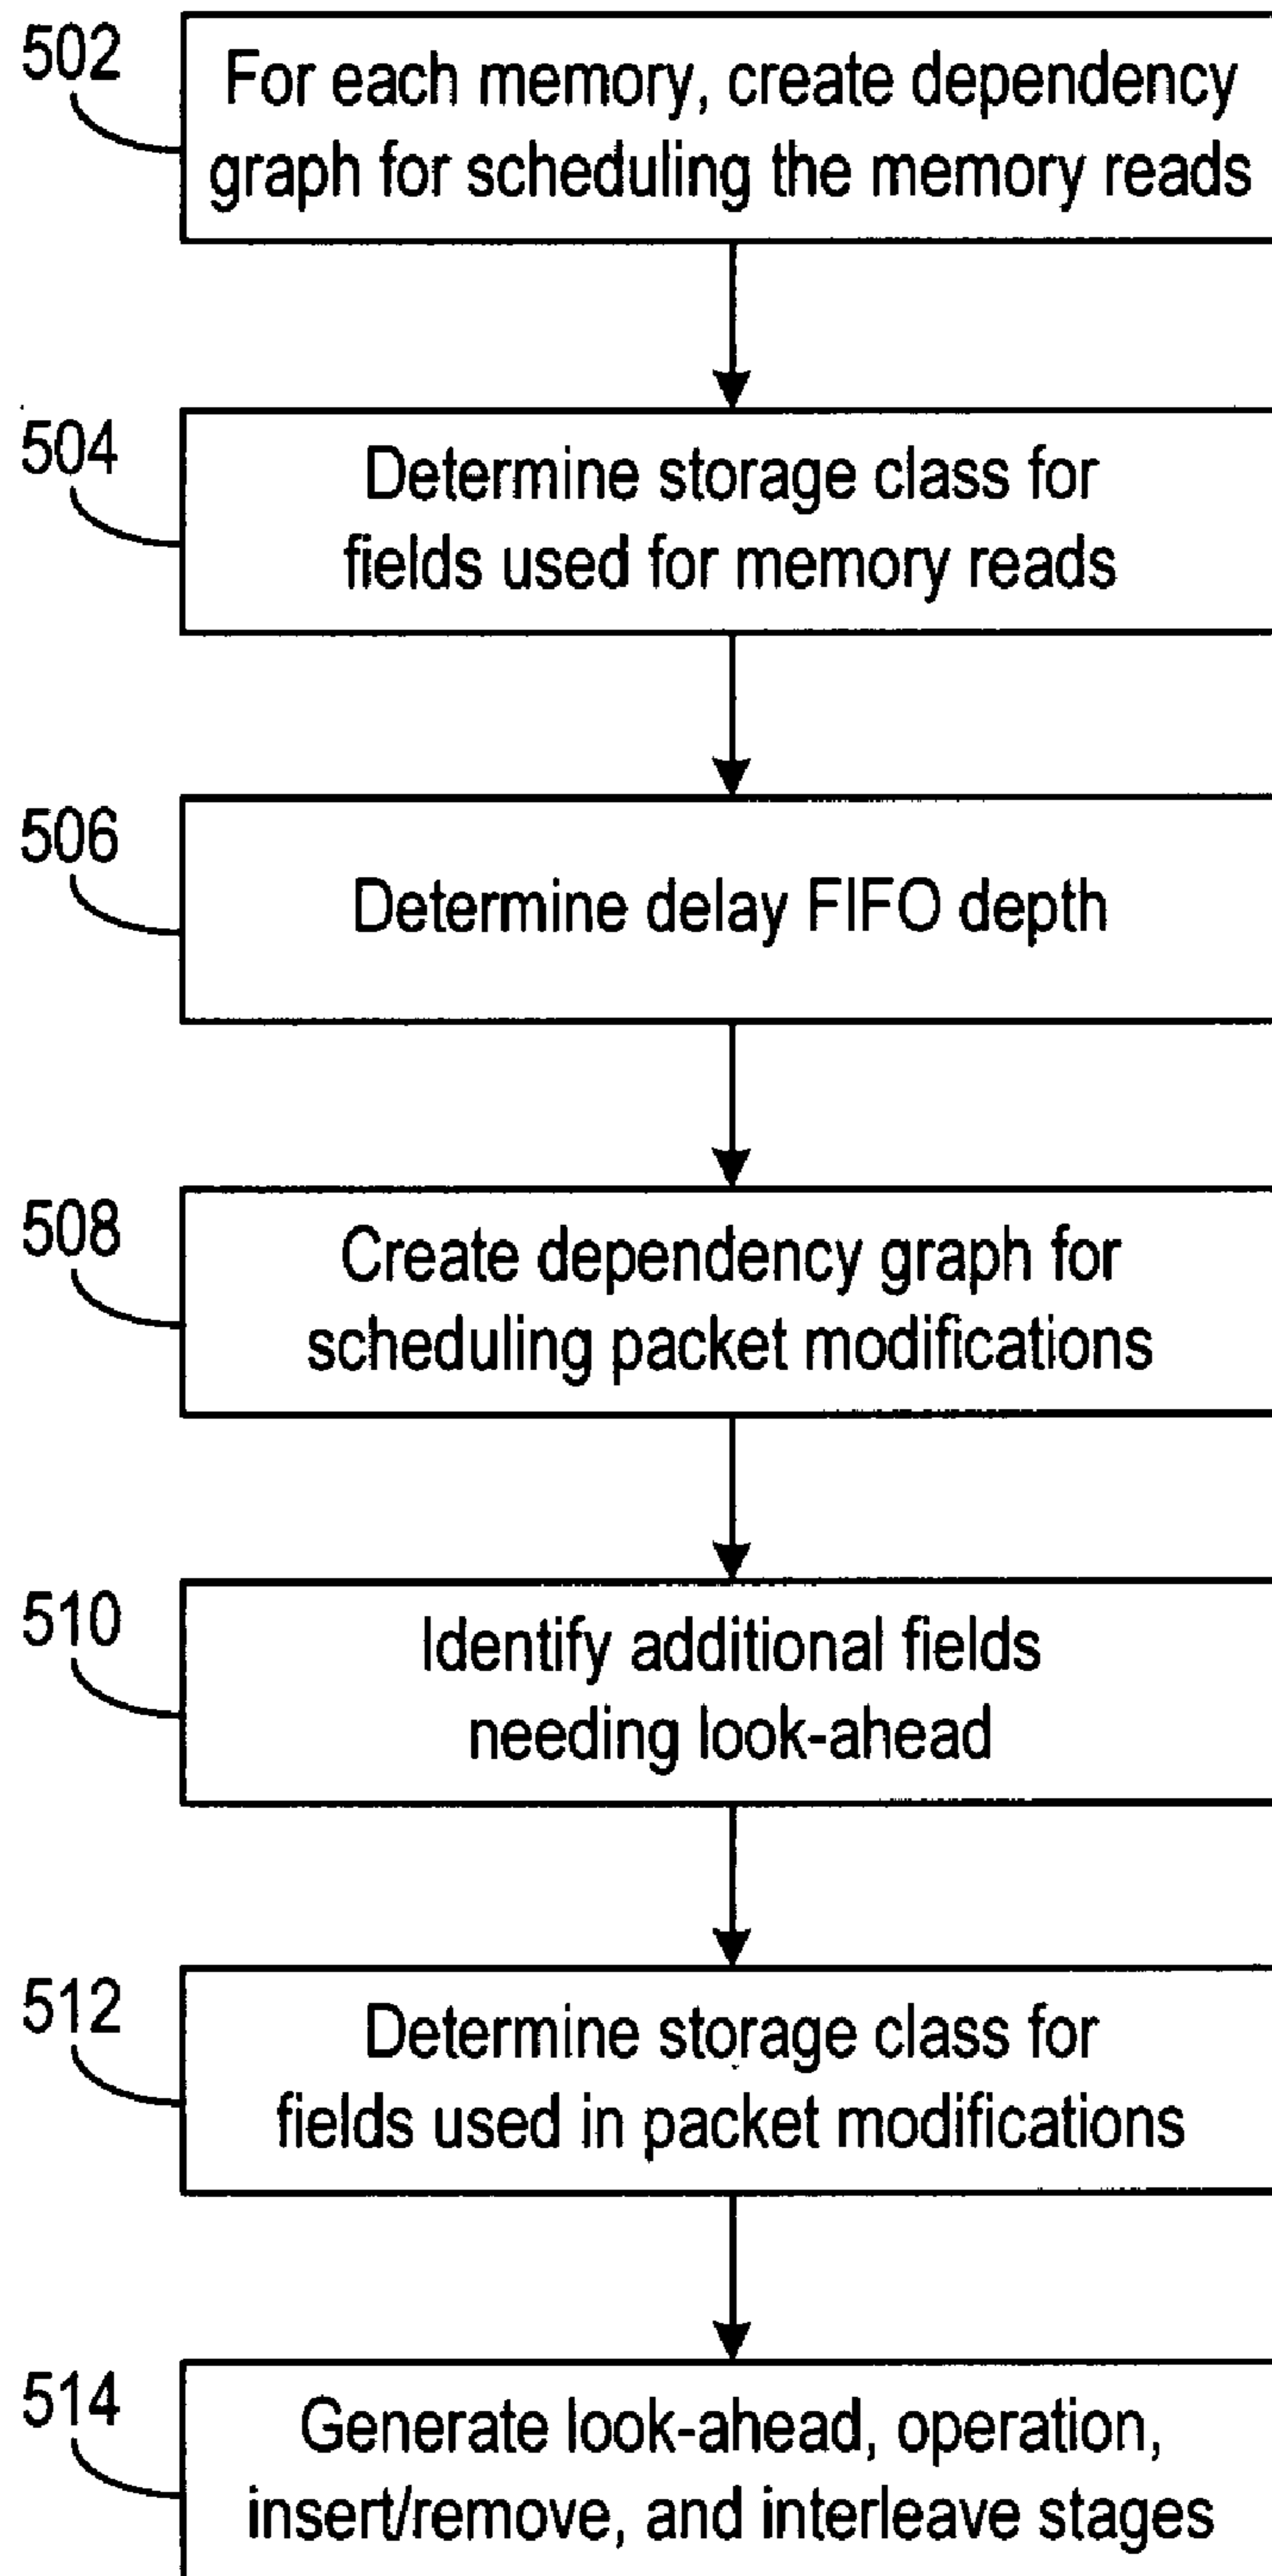 502
For each memory, create dependency
graph for scheduling the memory reads
504
Determine storage class for
fields used for memory reads
506
Determine delay FIFO depth
508
Create dependency graph for
scheduling packet modifications
510
Identify additional fields
needing look-ahead
512
Determine storage class for
fields used in packet modifications
514
Generate look-ahead, operation,
insert/remove, and interleave stages